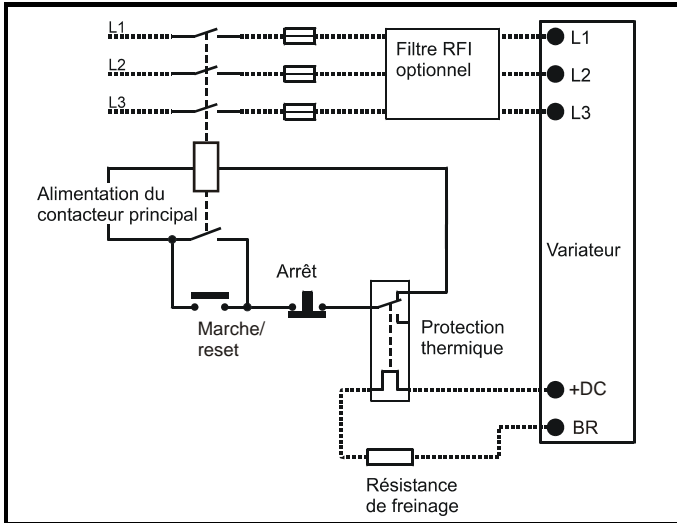 L1
L2
L3
Filtre RFI
optionnel
L1
L2
L3
Alimentation du
contacteur principal
Variateur
Arrêt
Marche/
reset
Protection
thermique
+DC
BR
Résistance
de freinage